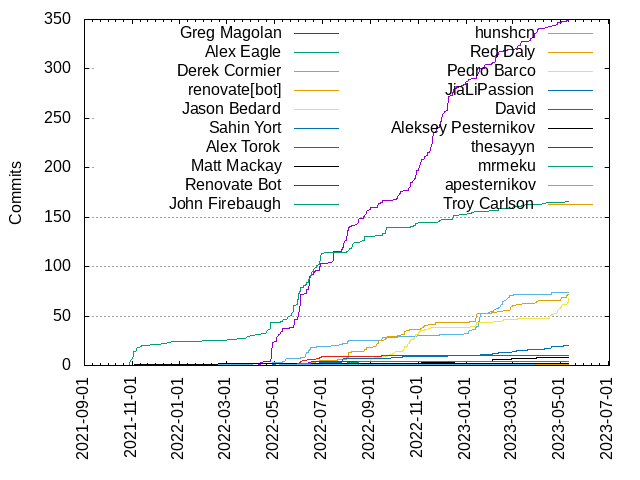 Commits
350
300
250
200
150
100
50
0
2021-09-01
2021-11-01
2022-01-01
2022-03-01
2022-05-01
2022-07-01
2022-09-01
2022-11-01
2023-01-01
2023-03-01
2023-05-01
2023-07-01
Greg Magolan
Alex Eagle
Derek Cormier
renovate[bot]
Jason Bedard
Sahin Yort
Alex Torok
Matt Mackay
Renovate Bot
John Firebaugh
hunshcn
Red Daly
Pedro Barco
JiaLiPassion
David
Aleksey Pesternikov
thesayyn
mrmeku
apesternikov
Troy Carlson